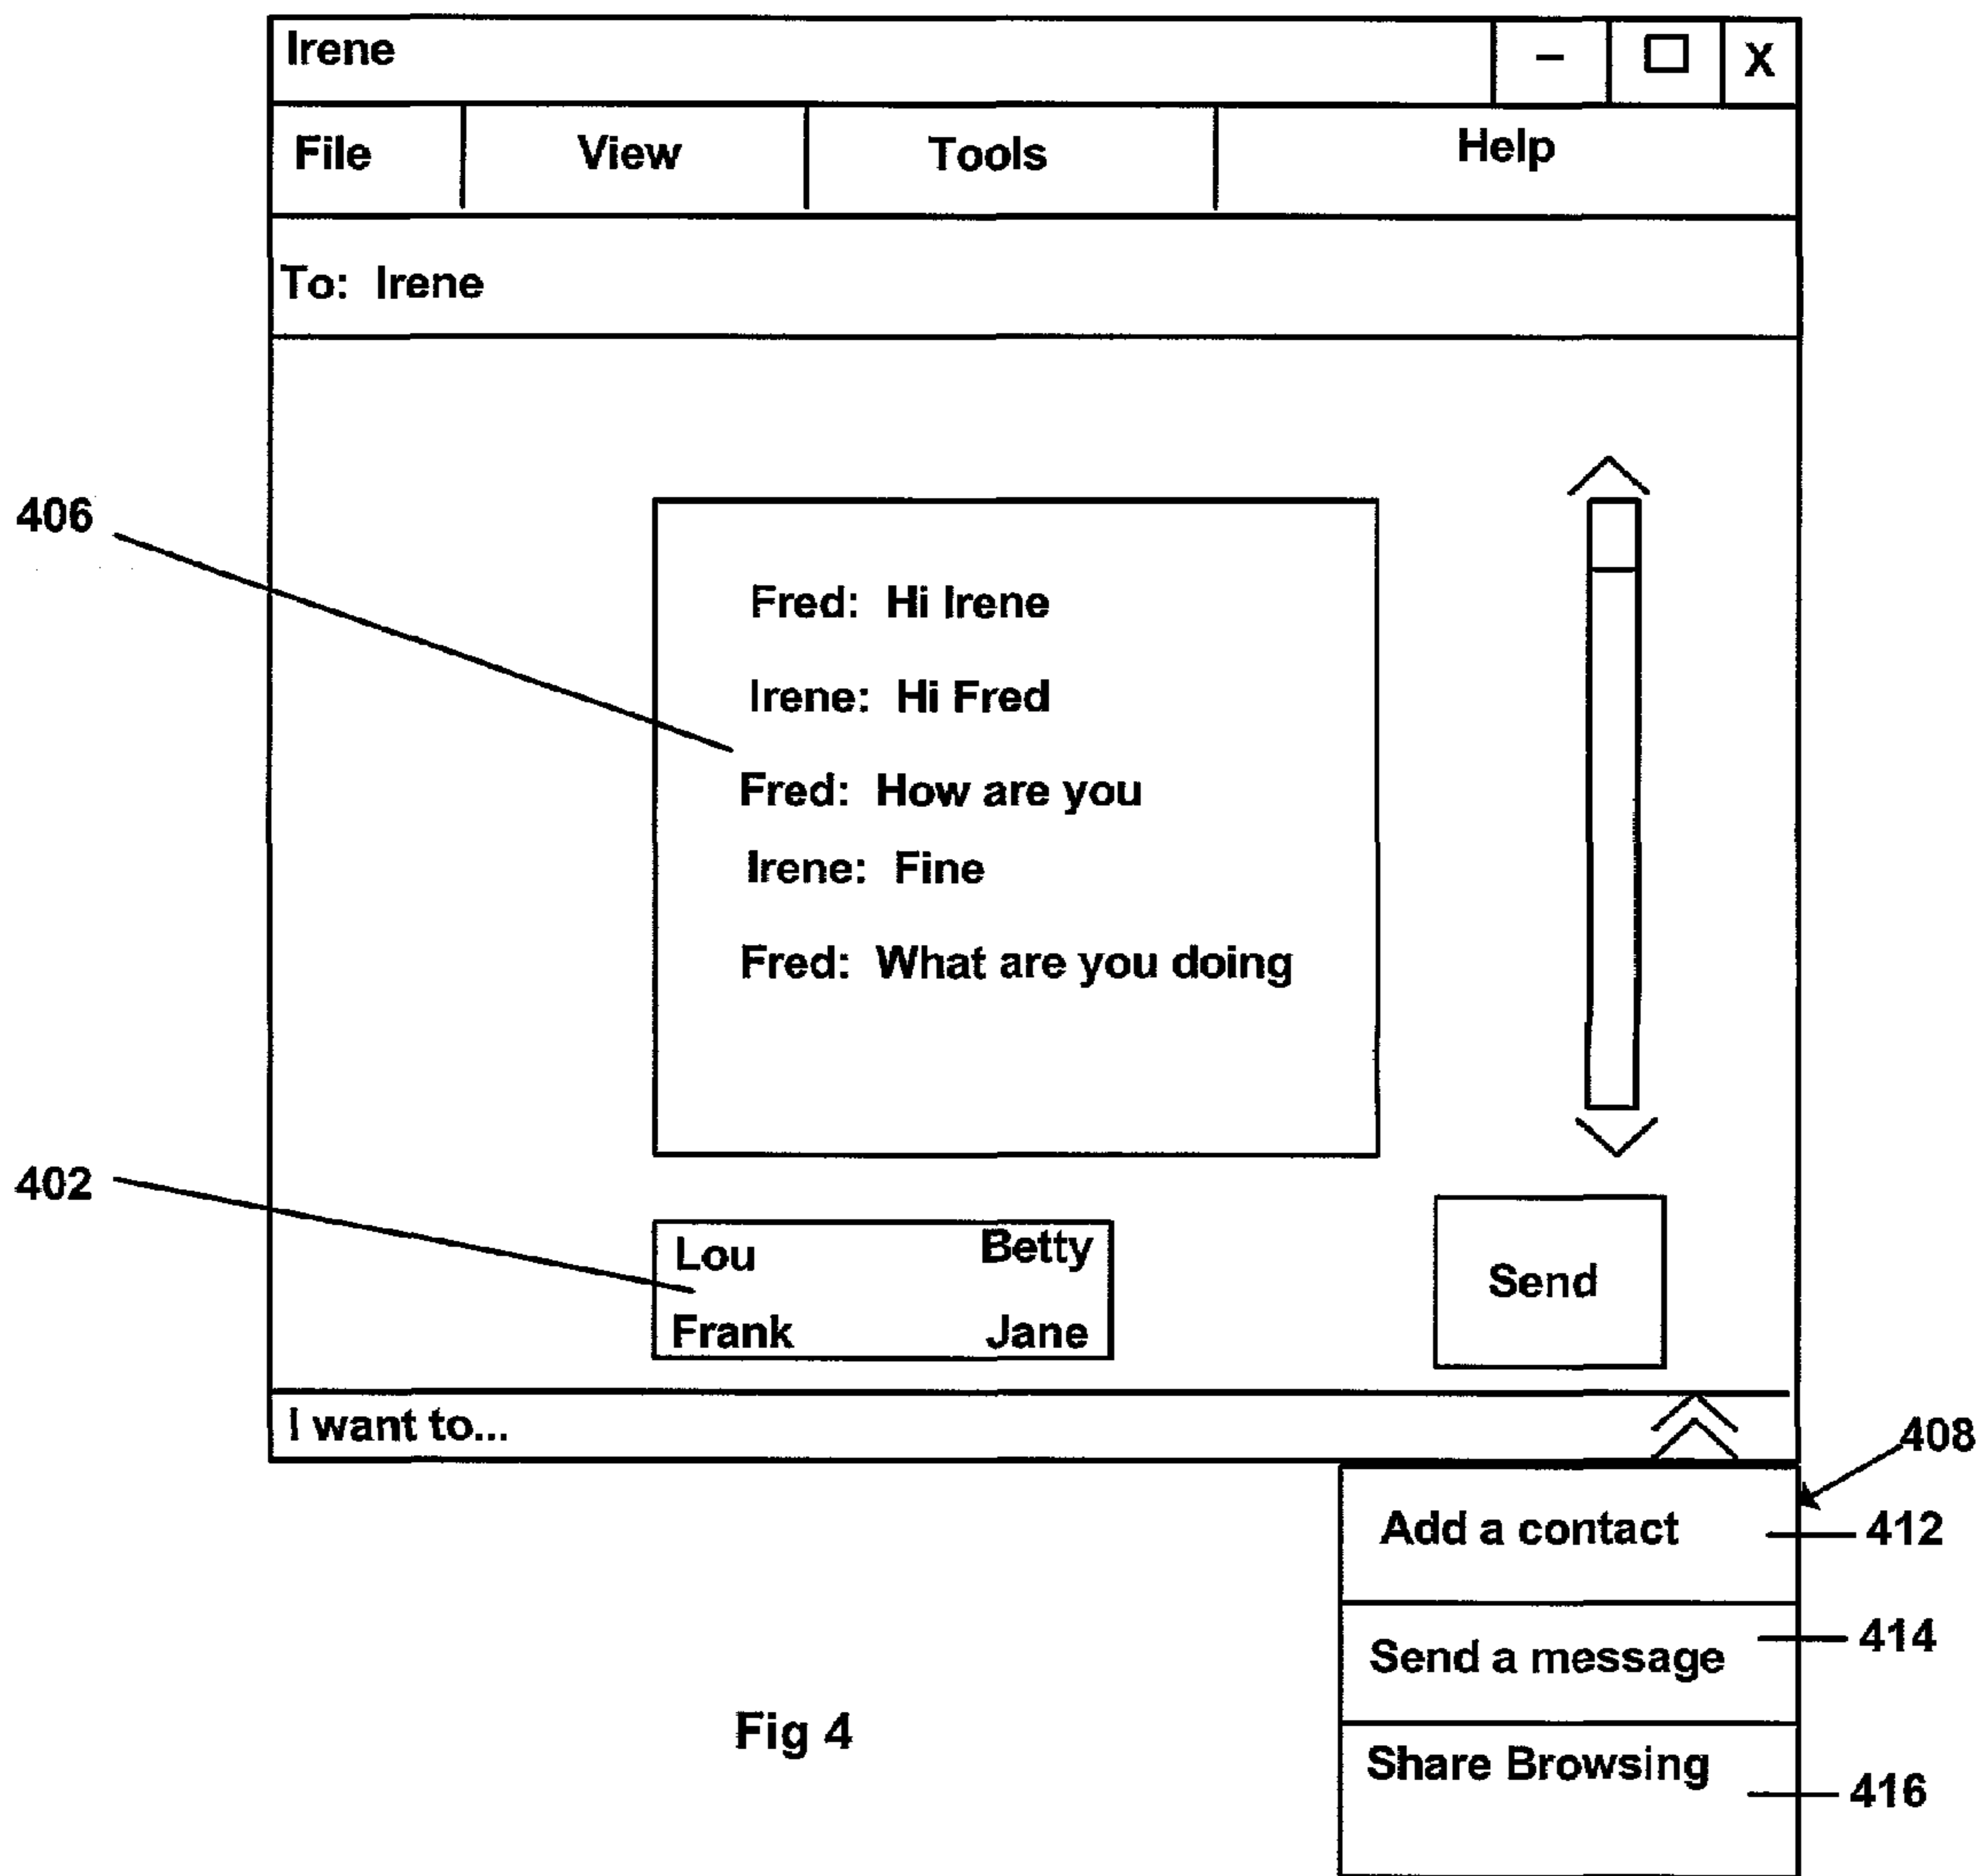 Irene – X
File View Tools Help
To: Irene
406
Fred: Hi Irene
Irene: Hi Fred
Fred: How are you
Irene: Fine
Fred: What are you doing
402
Lou Betty
Frank Jane
Send
I want to...
408
Add a contact 412
Send a message 414
Share Browsing 416
Fig 4